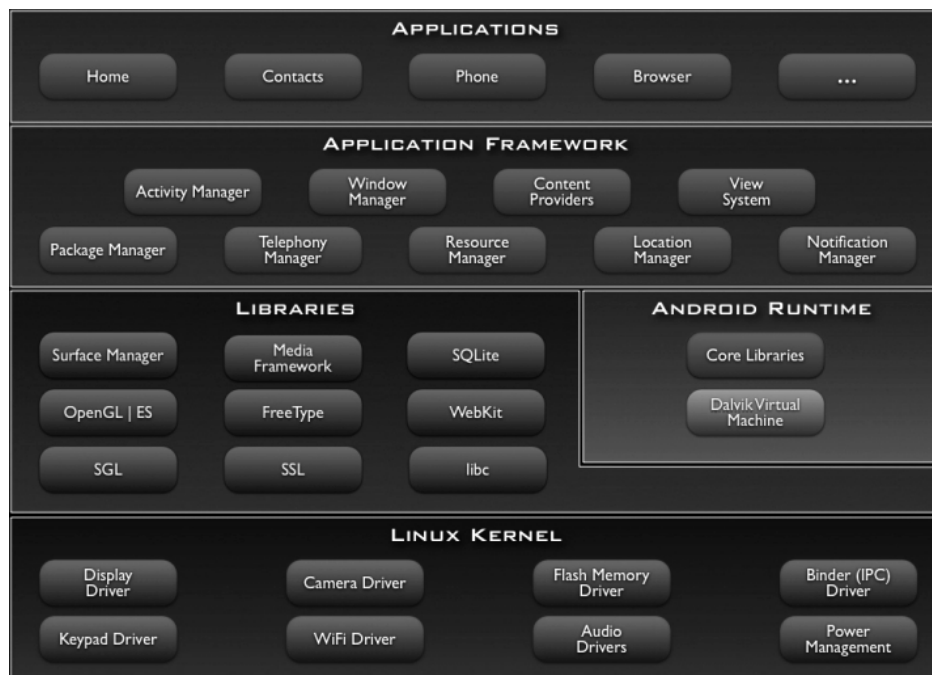 APPLICATIONS
Home
Contacts
Phone
Browser
...
APPLICATION FRAMEWORK
Activity Manager
Window
Manager
Content
Providers
View
System
Package Manager
Telephony
Manager
Resource
Manager
Location
Manager
Notification
Manager
LIBRARIES
Surface Manager
Media
Framework
SQLite
OpenGL | ES
FreeType
WebKit
SGL
SSL
libc
ANDROID RUNTIME
Core Libraries
Dalvik Virtual
Machine
LINUX KERNEL
Display
Driver
Camera Driver
Flash Memory
Driver
Binder (IPC)
Driver
Keypad Driver
WiFi Driver
Audio
Drivers
Power
Management